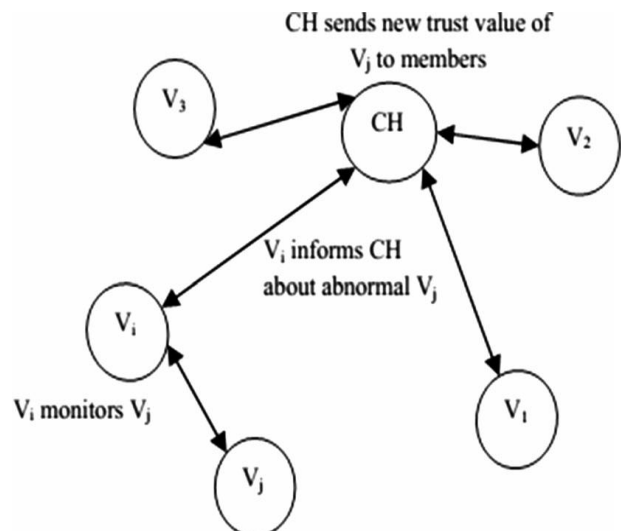 CH sends new trust value of
Vj to members
V3
CH
V2
Vi informs CH
about abnormal Vj
Vi
V1
Vi monitors Vj
Vj